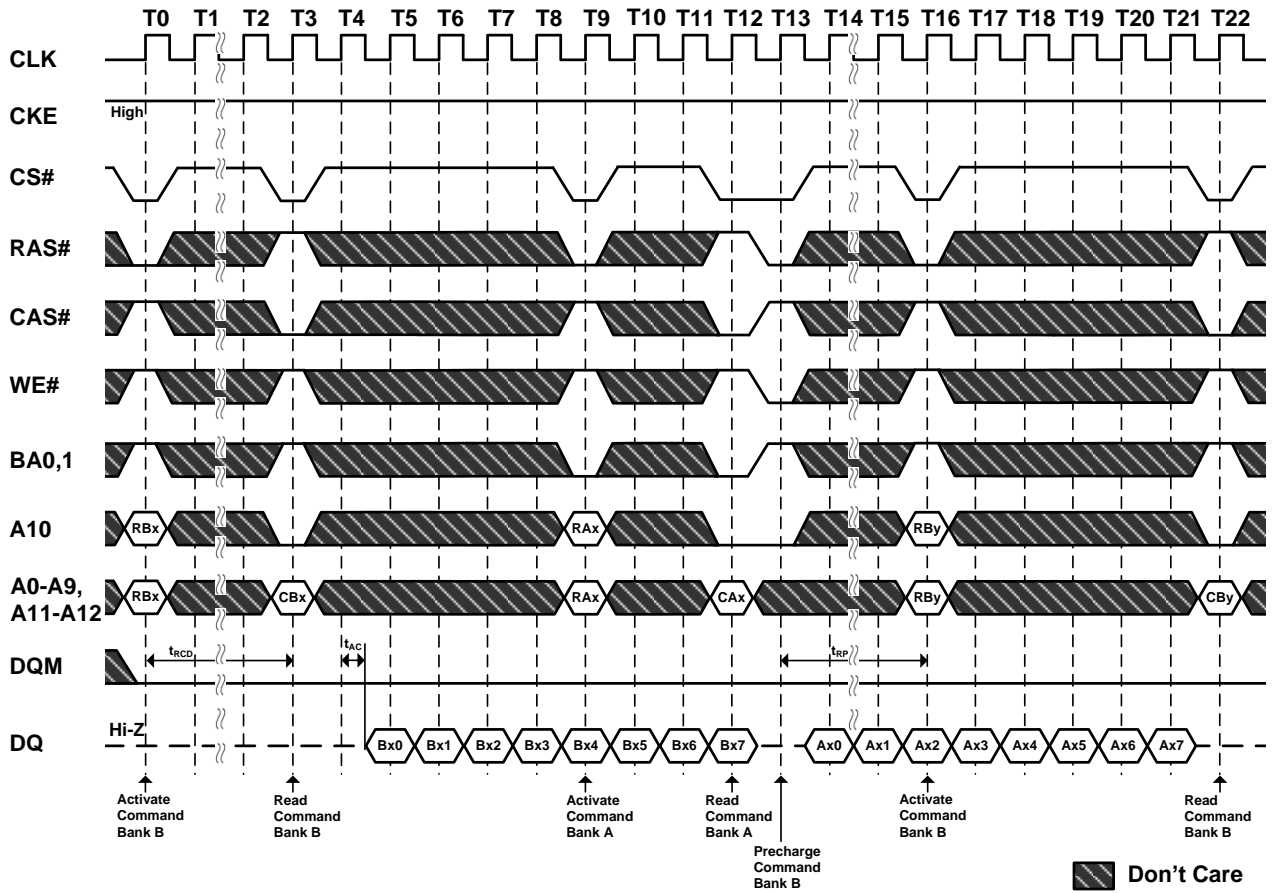 T0 T1 T2 T3 T4 T5 T6 T7 T8 T9 T10 T11 T12 T13 T14 T15 T16 T17 T18 T19 T20 T21 T22
CLK
CKE
High
CS#
RAS#
CAS#
WE#
BA0,1
A10
RBx RAx RBy
A0-A9,
A11-A12
RBx CBx RAx CAx RBy CBy
DQM
tRCD tAC tRP
DQ
Hi-Z
Bx0 Bx1 Bx2 Bx3 Bx4 Bx5 Bx6 Bx7 Ax0 Ax1 Ax2 Ax3 Ax4 Ax5 Ax6 Ax7
Activate
Command
Bank B
Read
Command
Bank B
Activate
Command
Bank A
Read
Command
Bank A
Precharge
Command
Bank B
Activate
Command
Bank B
Read
Command
Bank B
Don't Care